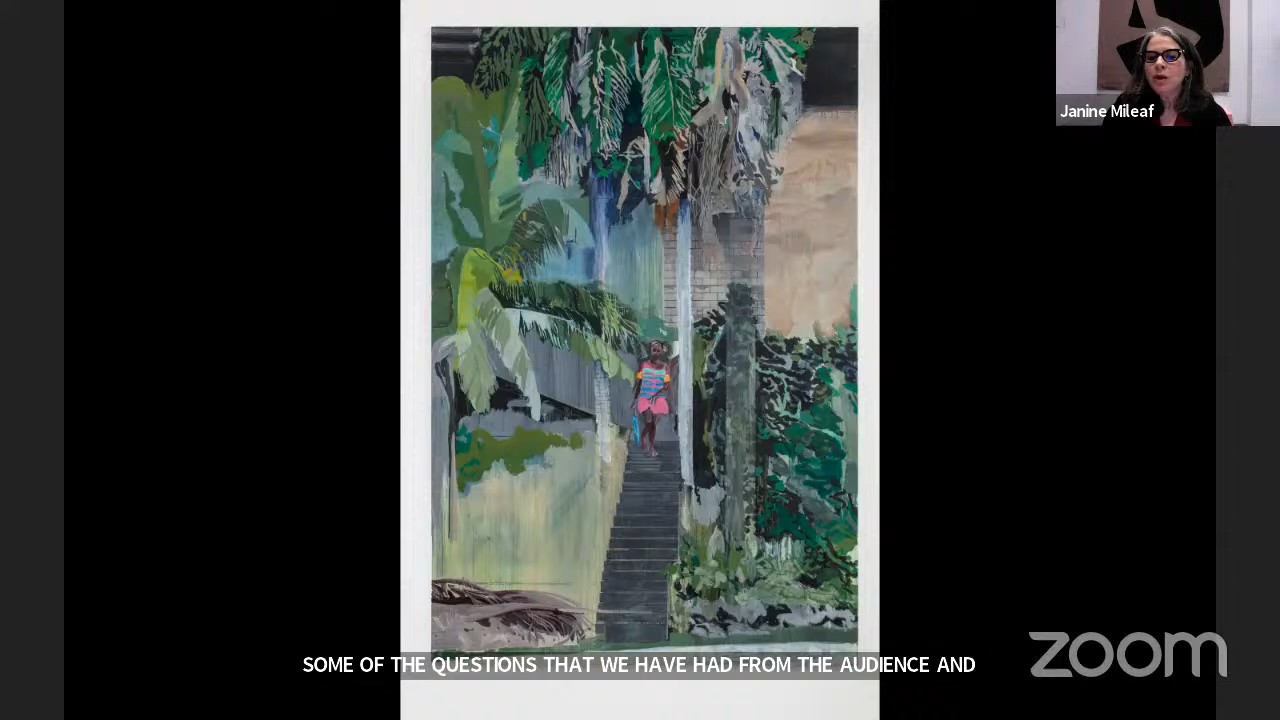 Janine Mileaf
SOME OF THE QUESTIONS THAT WE HAVE HAD FROM THE AUDIENCE AND
zoom